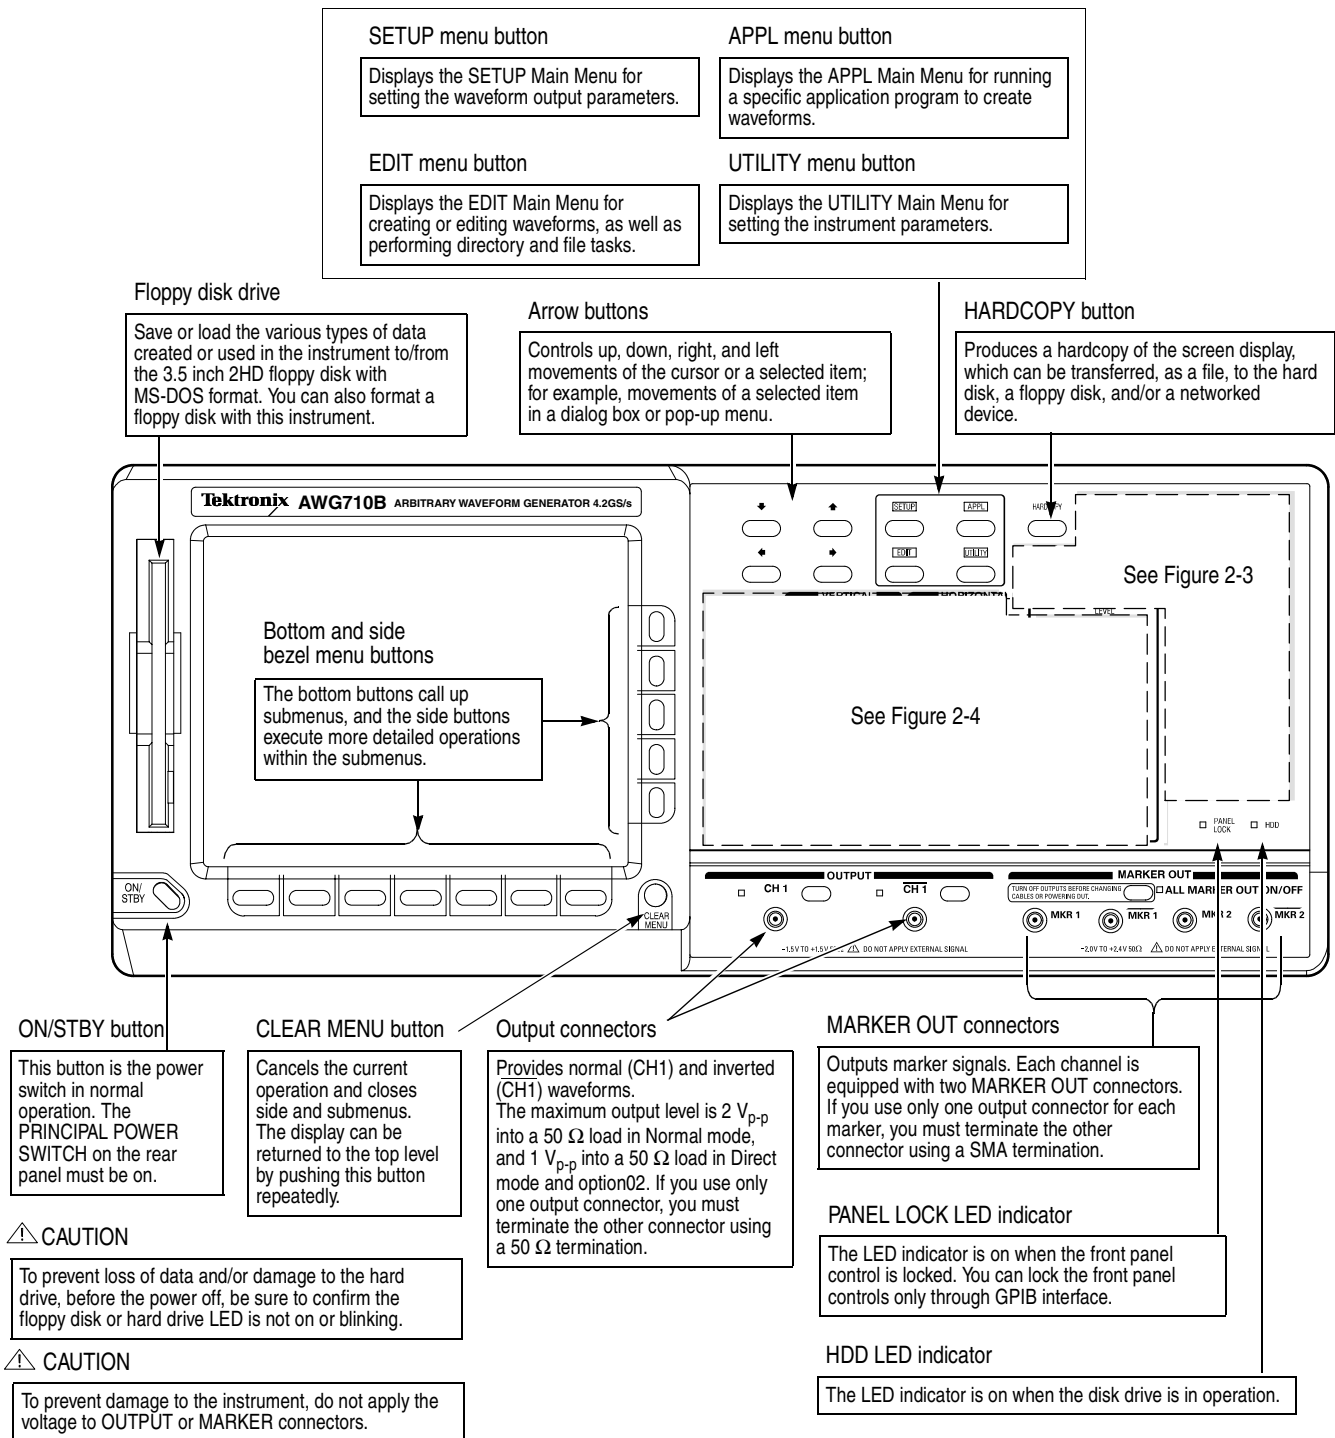 SETUP menu button
Displays the SETUP Main Menu for
setting the waveform output parameters.
APPL menu button
Displays the APPL Main Menu for running
a specific application program to create
waveforms.
EDIT menu button
Displays the EDIT Main Menu for
creating or editing waveforms, as well as
performing directory and file tasks.
UTILITY menu button
Displays the UTILITY Main Menu for
setting the instrument parameters.
Floppy disk drive
Save or load the various types of data
created or used in the instrument to/from
the 3.5 inch 2HD floppy disk with
MS-DOS format. You can also format a
floppy disk with this instrument.
Arrow buttons
Controls up, down, right, and left
movements of the cursor or a selected item;
for example, movements of a selected item
in a dialog box or pop-up menu.
HARDCOPY button
Produces a hardcopy of the screen display,
which can be transferred, as a file, to the hard
disk, a floppy disk, and/or a networked
device.
Tektronix AWG710B ARBITRARY WAVEFORM GENERATOR 4.2GS/s
SETUP
APPL
HARDCOPY
EDIT
UTILITY
See Figure 2-3
VERTICAL
HORIZONTAL
LEVEL
Bottom and side
bezel menu buttons
The bottom buttons call up
submenus, and the side buttons
execute more detailed operations
within the submenus.
See Figure 2-4
PANEL
LOCK
HDD
ON/
STBY
CLEAR
MENU
OUTPUT
CH 1
C̅H̅ ̅1̅
MARKER OUT
TURN OFF OUTPUTS BEFORE CHANGING
CABLES OR POWERING OUT.
ALL MARKER OUT ON/OFF
MKR 1
M̅K̅R̅ ̅1̅
MKR 2
M̅K̅R̅ ̅2̅
-1.5V TO +1.5V 50Ω ⚠ DO NOT APPLY EXTERNAL SIGNAL
-2.0V TO +2.4V 50Ω ⚠ DO NOT APPLY EXTERNAL SIGNAL
ON/STBY button
This button is the power
switch in normal
operation. The
PRINCIPAL POWER
SWITCH on the rear
panel must be on.
CLEAR MENU button
Cancels the current
operation and closes
side and submenus.
The display can be
returned to the top level
by pushing this button
repeatedly.
Output connectors
Provides normal (CH1) and inverted
(C̅H̅1̅) waveforms.
The maximum output level is 2 Vp-p
into a 50 Ω load in Normal mode,
and 1 Vp-p into a 50 Ω load in Direct
mode and option02. If you use only
one output connector, you must
terminate the other connector using
a 50 Ω termination.
MARKER OUT connectors
Outputs marker signals. Each channel is
equipped with two MARKER OUT connectors.
If you use only one output connector for each
marker, you must terminate the other
connector using a SMA termination.
PANEL LOCK LED indicator
The LED indicator is on when the front panel
control is locked. You can lock the front panel
controls only through GPIB interface.
HDD LED indicator
The LED indicator is on when the disk drive is in operation.
⚠ CAUTION
To prevent loss of data and/or damage to the hard
drive, before the power off, be sure to confirm the
floppy disk or hard drive LED is not on or blinking.
⚠ CAUTION
To prevent damage to the instrument, do not apply the
voltage to OUTPUT or MARKER connectors.